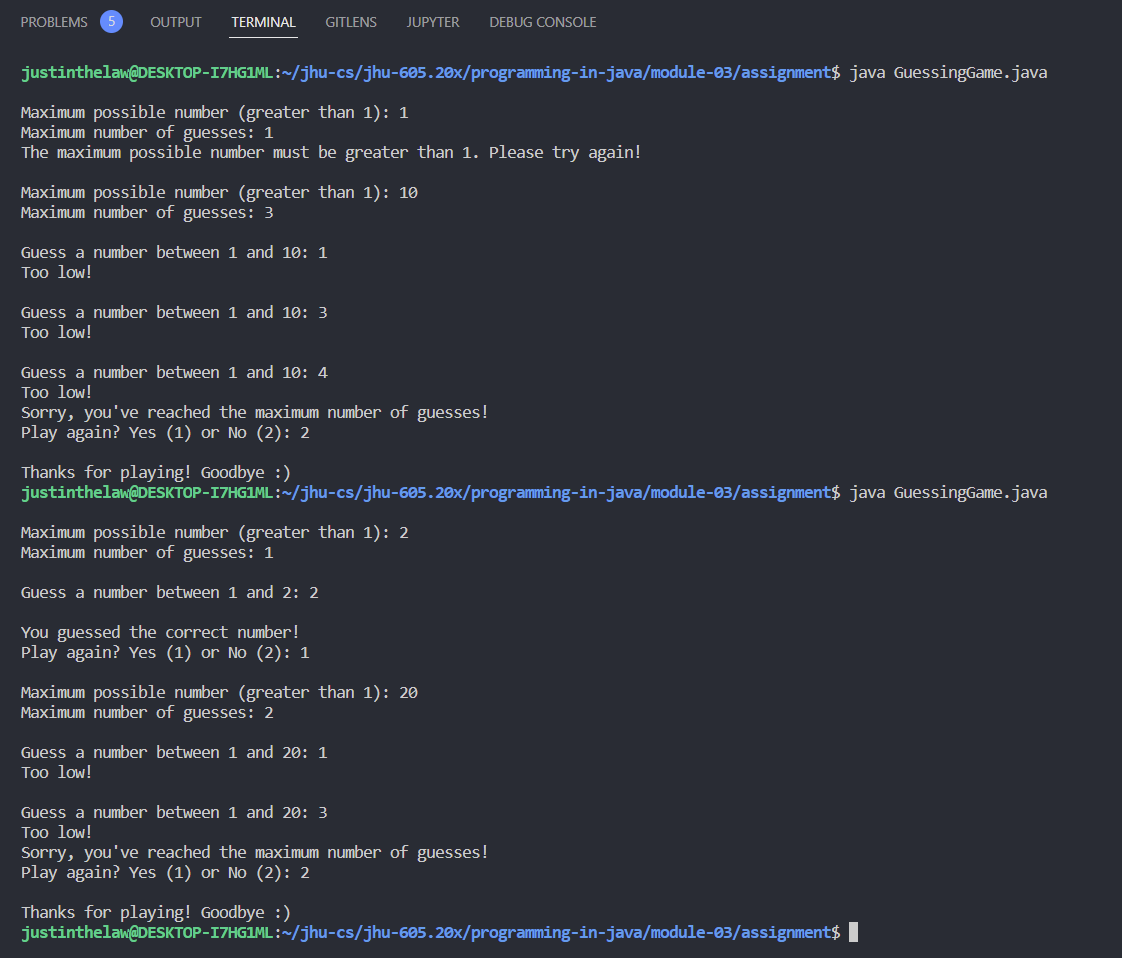 PROBLEMS 5 OUTPUT TERMINAL GITLENS JUPYTER DEBUG CONSOLE
justinthelaw@DESKTOP-I7HG1ML:~/jhu-cs/jhu-605.20x/programming-in-java/module-03/assignment$ java GuessingGame.java
Maximum possible number (greater than 1): 1
Maximum number of guesses: 1
The maximum possible number must be greater than 1. Please try again!
Maximum possible number (greater than 1): 10
Maximum number of guesses: 3
Guess a number between 1 and 10: 1
Too low!
Guess a number between 1 and 10: 3
Too low!
Guess a number between 1 and 10: 4
Too low!
Sorry, you've reached the maximum number of guesses!
Play again? Yes (1) or No (2): 2
Thanks for playing! Goodbye :)
justinthelaw@DESKTOP-I7HG1ML:~/jhu-cs/jhu-605.20x/programming-in-java/module-03/assignment$ java GuessingGame.java
Maximum possible number (greater than 1): 2
Maximum number of guesses: 1
Guess a number between 1 and 2: 2
You guessed the correct number!
Play again? Yes (1) or No (2): 1
Maximum possible number (greater than 1): 20
Maximum number of guesses: 2
Guess a number between 1 and 20: 1
Too low!
Guess a number between 1 and 20: 3
Too low!
Sorry, you've reached the maximum number of guesses!
Play again? Yes (1) or No (2): 2
Thanks for playing! Goodbye :)
justinthelaw@DESKTOP-I7HG1ML:~/jhu-cs/jhu-605.20x/programming-in-java/module-03/assignment$